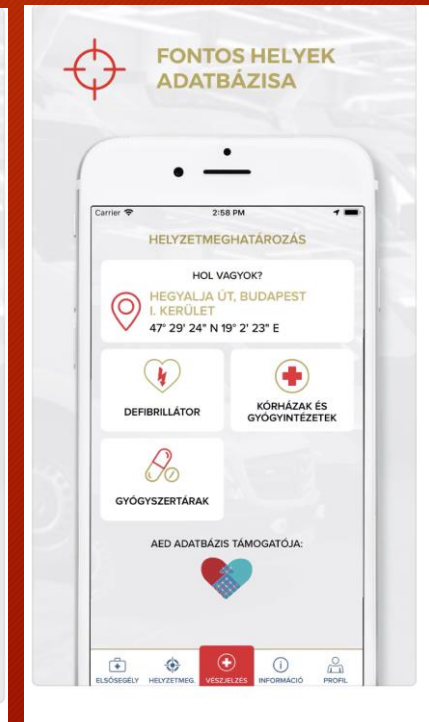 FONTOS HELYEK
ADATBÁZISA
Carrier 2:58 PM
HELYZETMEGHATÁROZÁS
HOL VAGYOK?
HEGYALJA ÚT, BUDAPEST
I. KERÜLET
47° 29' 24" N 19° 2' 23" E
DEFIBRILLÁTOR
KÓRHÁZAK ÉS
GYÓGYINTÉZETEK
GYÓGYSZERTÁRAK
AED ADATBÁZIS TÁMOGATÓJA:
ELSŐSEGÉLY HELYZETMEG. VÉSZJELZÉS INFORMÁCIÓ PROFIL